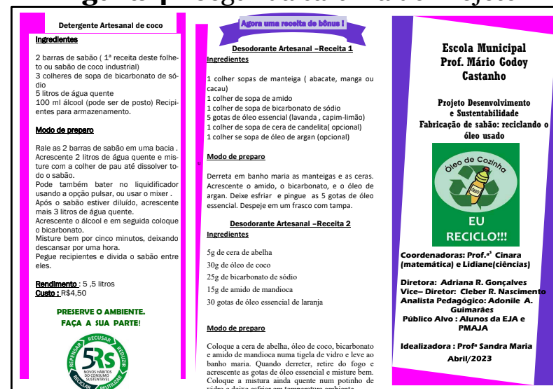 Detergente Artesanal de coco
Ingredientes
2 barras de sabão ( 1ª receita deste folhe-
to ou sabão de coco industrial)
3 colheres de sopa de bicarbonato de só-
dio
5 litros de água quente
100 ml álcool (pode ser de posto) Recipi-
entes para armazenamento.
Modo de preparo
Rale as 2 barras de sabão em uma bacia .
Acrescente 2 litros de água quente e mis-
ture com a colher de pau até dissolver to-
do o sabão.
Pode também bater no liquidificador
usando a opção pulsar, ou usar o mixer .
Após o sabão estiver diluído, acrescente
mais 3 litros de água quente.
Acrescente o álcool e em seguida coloque
o bicarbonato.
Misture bem por cinco minutos, deixando
descansar por uma hora.
Pegue recipientes e divida o sabão entre
eles.
Rendimento : 5 ,5 litros
Custo : R$4,50
PRESERVE O AMBIENTE.
FAÇA A SUA PARTE!
REPENSAR RECUSAR REDUZIR
5RS
NOVOS HÁBITOS
DO CONSUMO
SUSTENTÁVEL
Agora uma receita de bônus !
Desodorante Artesanal –Receita 1
Ingredientes
1 colher sopas de manteiga ( abacate, manga ou
cacau)
1 colher de sopa de amido
1 colher de sopa de bicarbonato de sódio
5 gotas de óleo essencial (lavanda , capim-limão)
1 colher de sopa de cera de candelita( opcional)
1 colher se sopa de óleo de argan (opcional)
Modo de preparo
Derreta em banho maria as manteigas e as ceras.
Acrescente o amido, o bicarbonato, e o óleo de
argan. Deixe esfriar e pingue as 5 gotas de óleo
essencial. Despeje em um frasco com tampa.
Desodorante Artesanal –Receita 2
Ingredientes
5g de cera de abelha
30g de óleo de coco
25g de bicarbonato de sódio
15g de amido de mandioca
30 gotas de óleo essencial de laranja
Modo de preparo
Coloque a cera de abelha, óleo de coco, bicarbonato
e amido de mandioca numa tigela de vidro e leve ao
banho maria. Quando derreter, retire do fogo e
acrescente as gotas de óleo essencial e misture bem.
Coloque a mistura ainda quente num potinho de
Escola Municipal
Prof. Mário Godoy
Castanho
Projeto Desenvolvimento
e Sustentabilidade
Fabricação de sabão: reciclando o
óleo usado
Óleo de Cozinha
EU
RECICLO!!!
Coordenadoras: Prof.ªˢ Cinara
(matemática) e Lidiane(ciências)
Diretora: Adriana R. Gonçalves
Vice– Diretor: Cleber R. Nascimento
Analista Pedagógico: Adonile A.
Guimarães
Público Alvo : Alunos da EJA e
PMAJA
Idealizadora : Profª Sandra Maria
Abril/2023